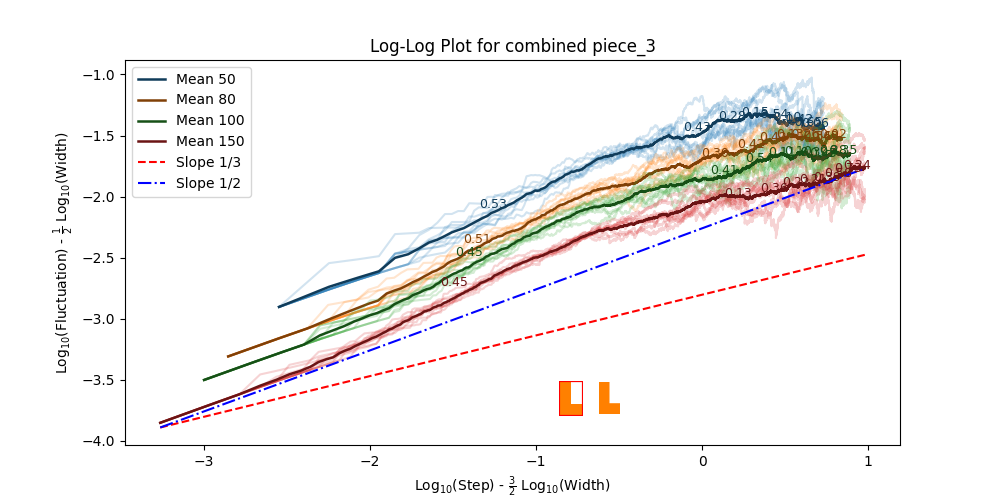 Log-Log Plot for combined piece_3
Mean 50
Mean 80
Mean 100
Mean 150
Slope 1/3
Slope 1/2
Log₁₀(Fluctuation) - 1/2 Log₁₀(Width)
−1.0
−1.5
−2.0
−2.5
−3.0
−3.5
−4.0
0.53
0.43
0.28
0.15
0.51
0.36
0.45
0.41
0.45
0.13
−3
−2
−1
0
1
Log₁₀(Step) - 3/2 Log₁₀(Width)